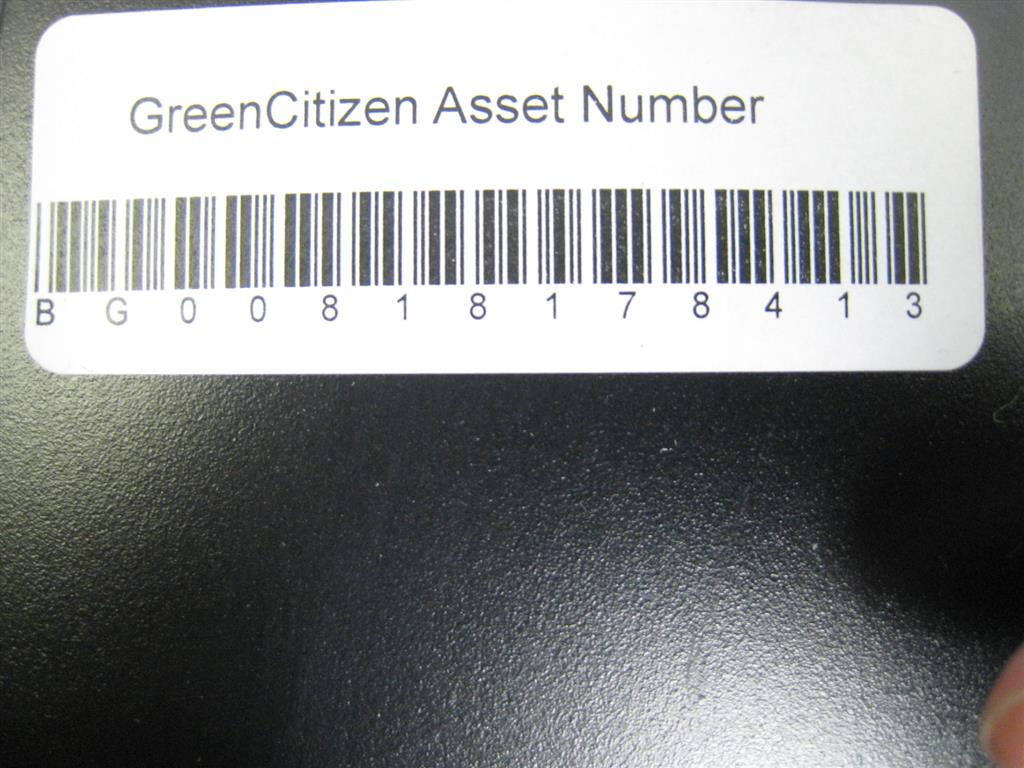 GreenCitizen Asset Number
B G 0 0 8 1 8 1 7 8 4 1 3